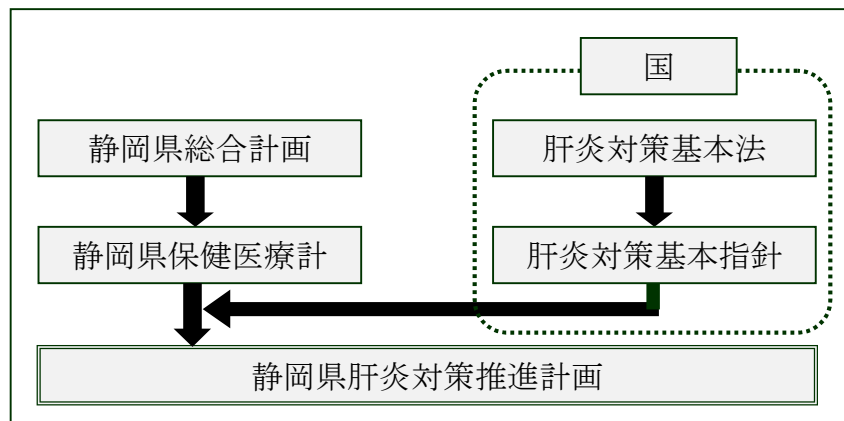 国
静岡県総合計画
肝炎対策基本法
静岡県保健医療計
肝炎対策基本指針
静岡県肝炎対策推進計画